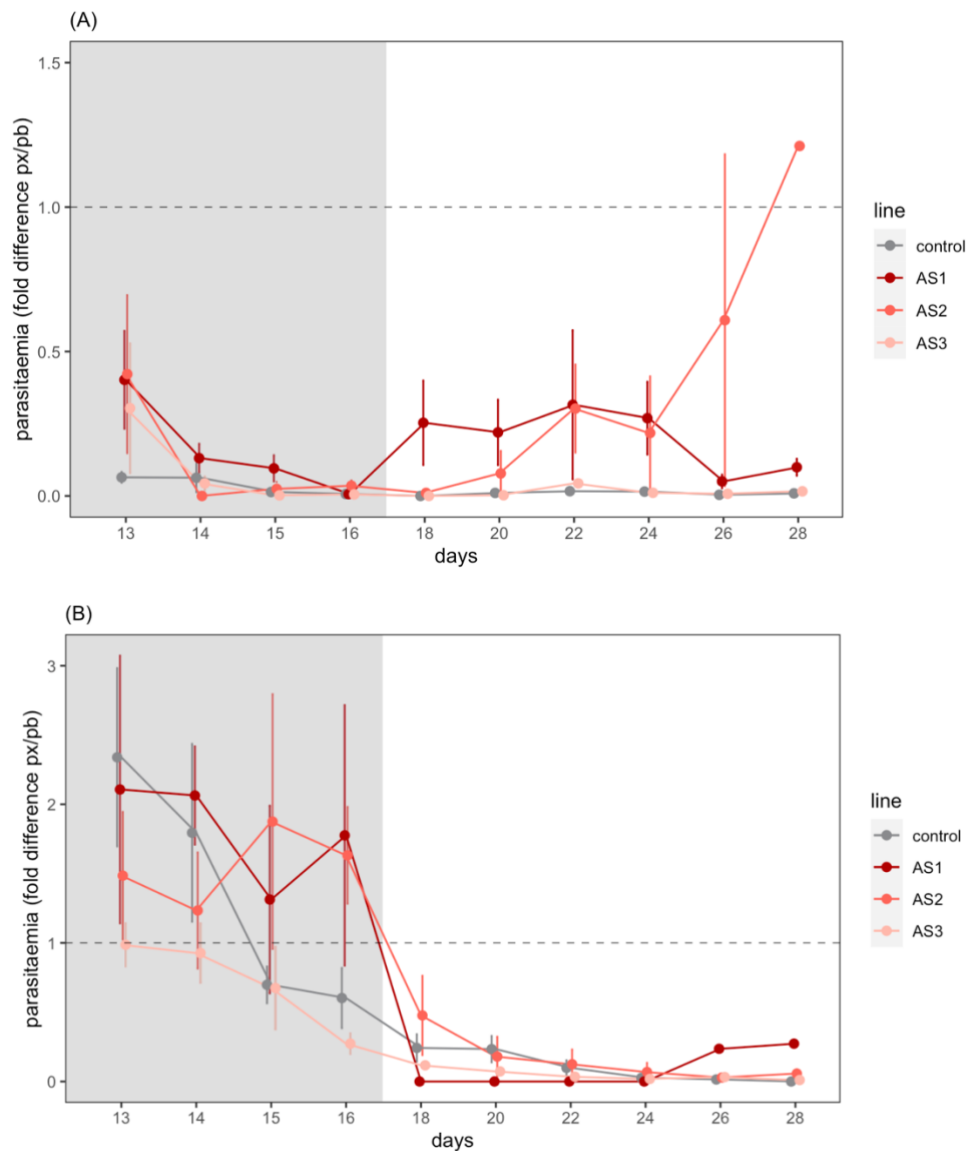 (A)
parasitaemia (fold difference px/pb)
1.5
1.0
0.5
0.0
13 14 15 16 18 20 22 24 26 28
days
line
control
AS1
AS2
AS3
(B)
parasitaemia (fold difference px/pb)
3
2
1
0
13 14 15 16 18 20 22 24 26 28
days
line
control
AS1
AS2
AS3